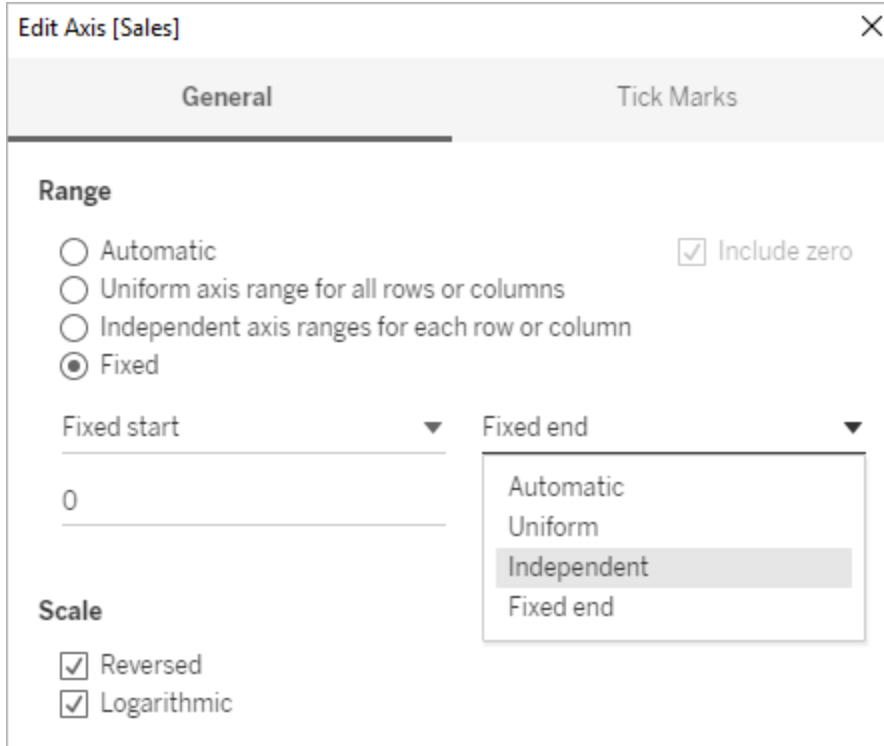 Edit Axis [Sales]
General Tick Marks
Range
Automatic Include zero
Uniform axis range for all rows or columns
Independent axis ranges for each row or column
Fixed
Fixed start Fixed end
0
Automatic
Uniform
Independent
Fixed end
Scale
Reversed
Logarithmic